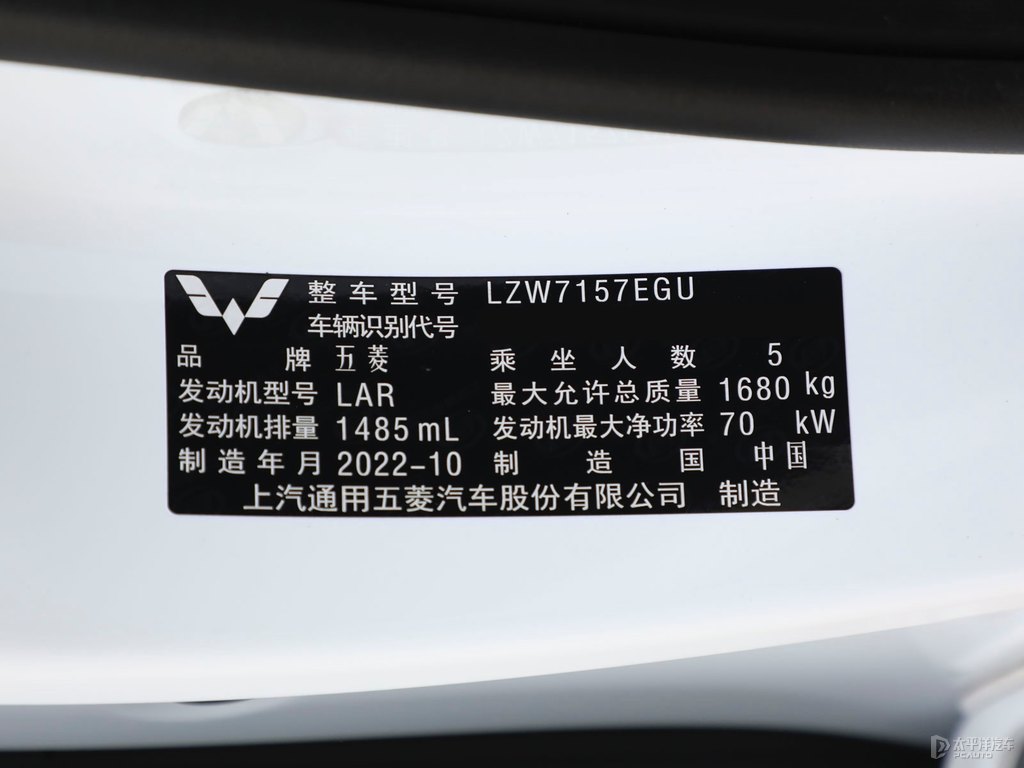 整车型号 LZW7157EGU
车辆识别代号
品牌 五菱 乘坐人数 5
发动机型号 LAR 最大允许总质量 1680 kg
发动机排量 1485 mL 发动机最大净功率 70 kW
制造年月 2022-10 制造国 中国
上汽通用五菱汽车股份有限公司 制造
太平洋汽车
PCAUTO